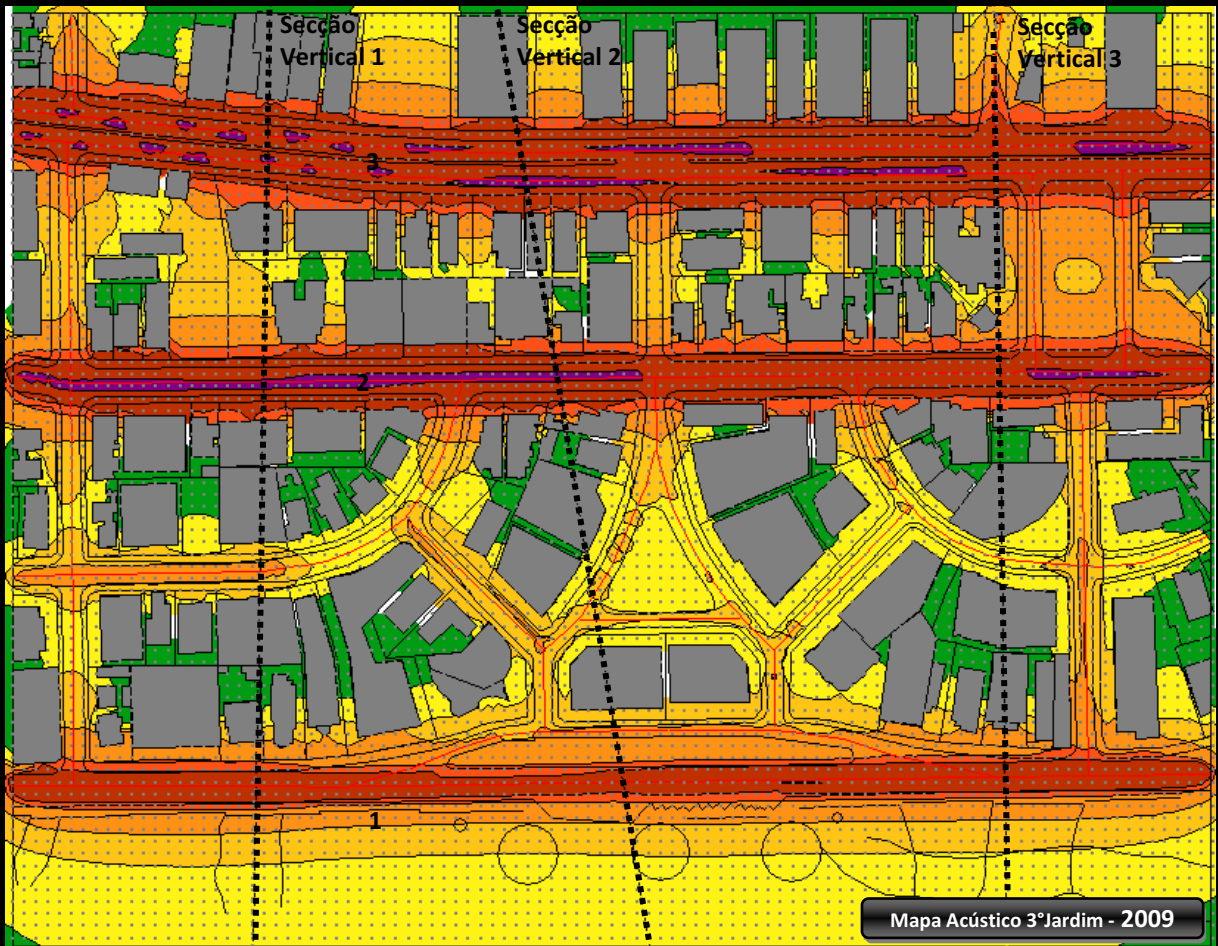 Secção
Vertical 1
Secção
Vertical 2
Secção
Vertical 3
3
2
1
Mapa Acústico 3°Jardim - 2009